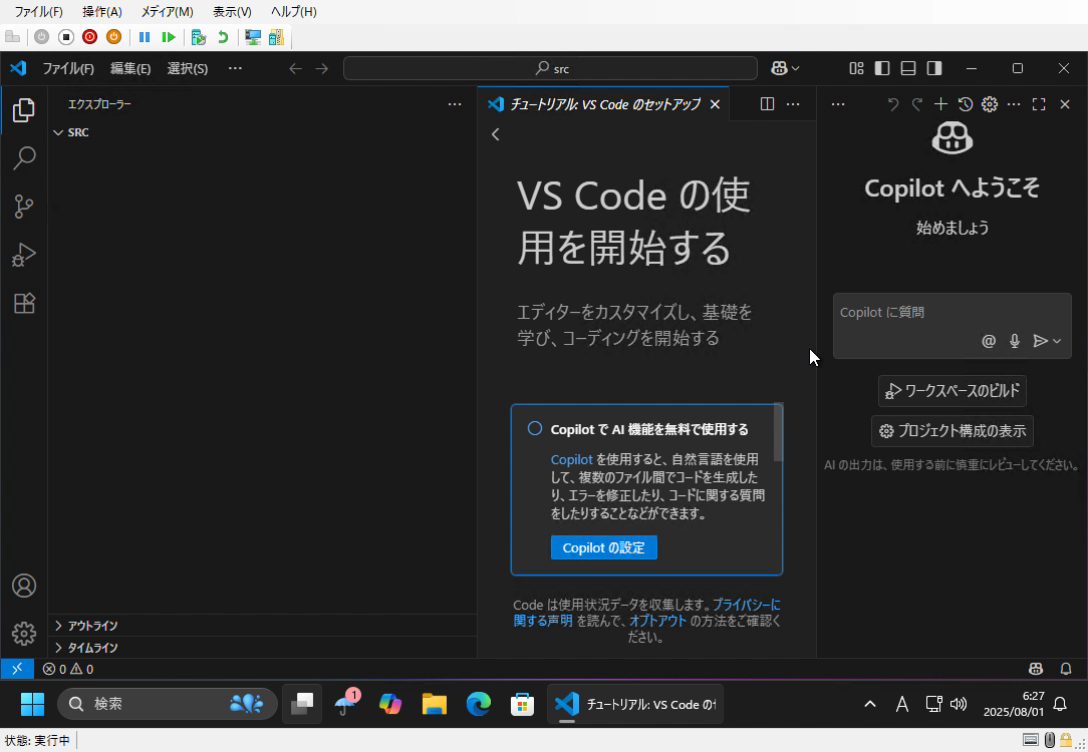 ファイル(F) 操作(A) メディア(M) 表示(V) ヘルプ(H)
ファイル(F) 編集(E) 選択(S) … src
エクスプローラー
SRC
チュートリアル: VS Code のセットアップ
VS Code の使
用を開始する
エディターをカスタマイズし、基礎を
学び、コーディングを開始する
Copilot で AI 機能を無料で使用する
Copilot を使用すると、自然言語を使用
して、複数のファイル間でコードを生成した
り、エラーを修正したり、コードに関する質問
をしたりすることなどができます。
Copilot の設定
Code は使用状況データを収集します。プライバシーに
関する声明 を読んで、オプトアウト の方法をご確認く
ださい。
Copilot へようこそ
始めましょう
Copilot に質問
@
ワークスペースのビルド
プロジェクト構成の表示
AI の出力は、使用する前に慎重にレビューしてください。
アウトライン
タイムライン
0 0
検索
1
チュートリアル: VS Code の
A
6:27
2025/08/01
状態: 実行中